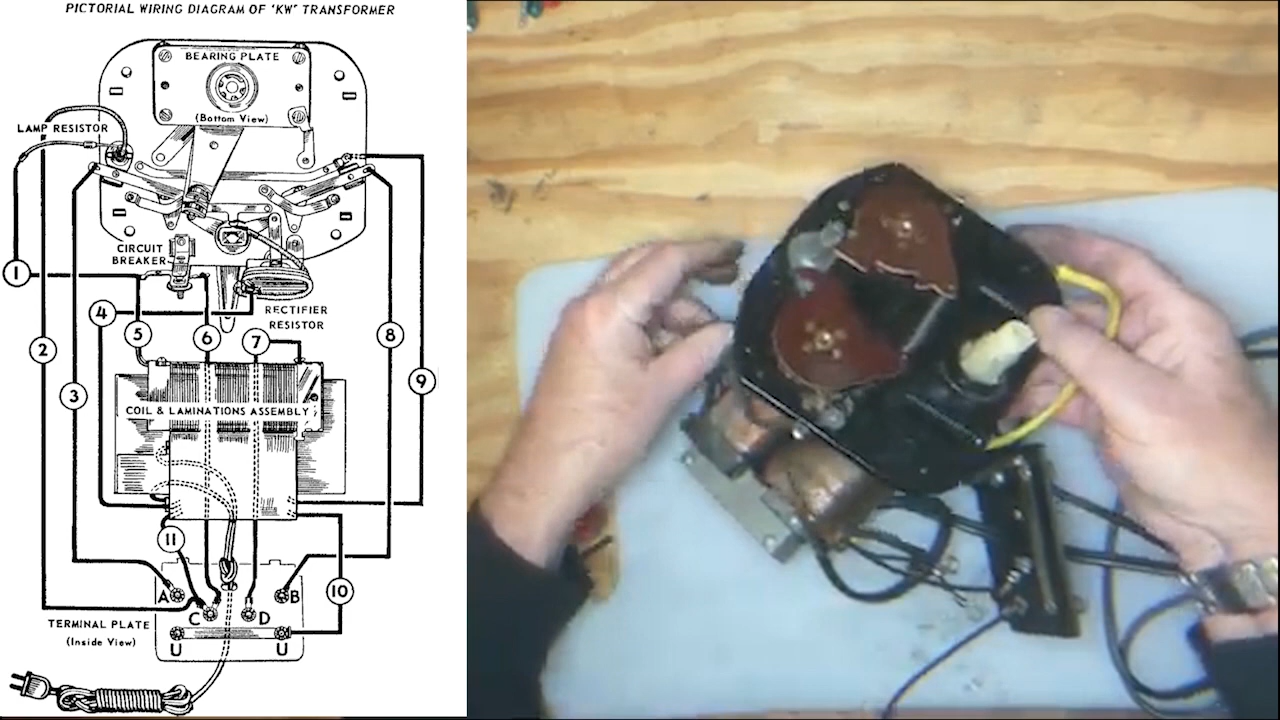 PICTORIAL WIRING DIAGRAM OF 'KW' TRANSFORMER
BEARING PLATE
(Bottom View)
LAMP RESISTOR
CIRCUIT
BREAKER
1
RECTIFIER
RESISTOR
4
5
6
7
8
2
3
9
COIL & LAMINATIONS ASSEMBLY
11
10
A
B
C
D
TERMINAL PLATE
(Inside View)
U
U